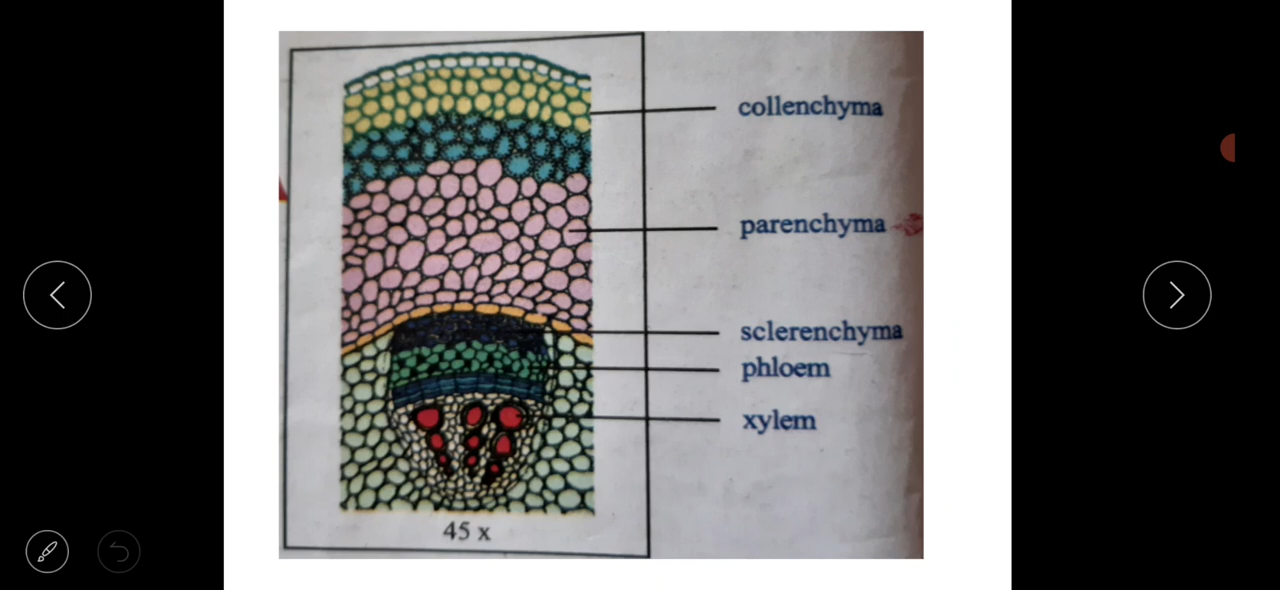 collenchyma
parenchyma
sclerenchyma
phloem
xylem
45 x